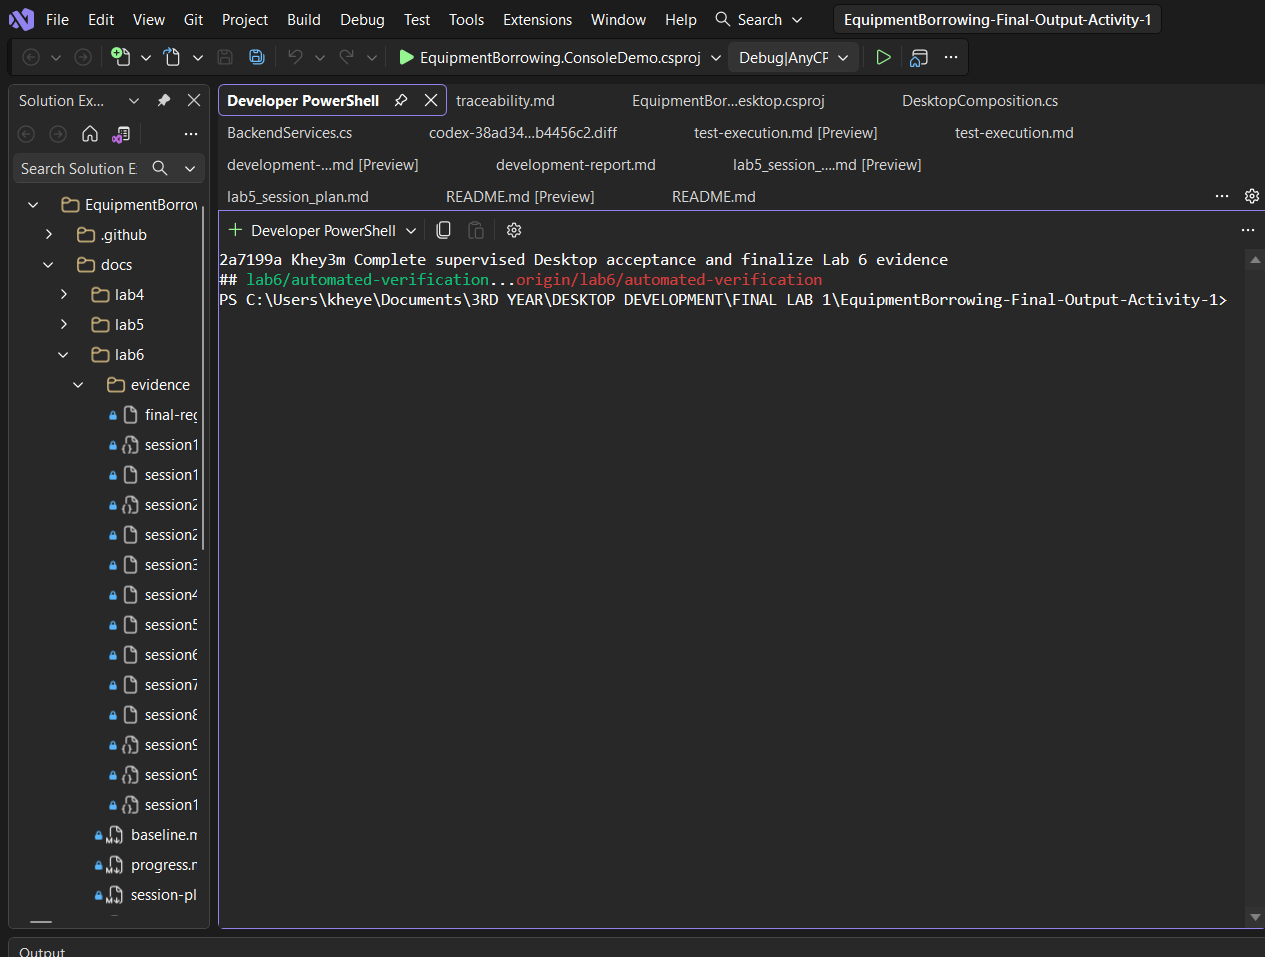 File Edit View Git Project Build Debug Test Tools Extensions Window Help Search EquipmentBorrowing-Final-Output-Activity-1
EquipmentBorrowing.ConsoleDemo.csproj Debug|AnyCP
Solution Ex...
Search Solution E
EquipmentBorrow
.github
docs
lab4
lab5
lab6
evidence
final-reg
session1
session1
session2
session2
session3
session4
session5
session6
session7
session8
session9
session9
session1
baseline.m
progress.m
session-pl
Developer PowerShell traceability.md EquipmentBor...esktop.csproj DesktopComposition.cs
BackendServices.cs codex-38ad34...b4456c2.diff test-execution.md [Preview] test-execution.md
development-...md [Preview] development-report.md lab5_session_....md [Preview]
lab5_session_plan.md README.md [Preview] README.md
Developer PowerShell
2a7199a Khey3m Complete supervised Desktop acceptance and finalize Lab 6 evidence
## lab6/automated-verification...origin/lab6/automated-verification
PS C:\Users\kheye\Documents\3RD YEAR\DESKTOP DEVELOPMENT\FINAL LAB 1\EquipmentBorrowing-Final-Output-Activity-1>
Output